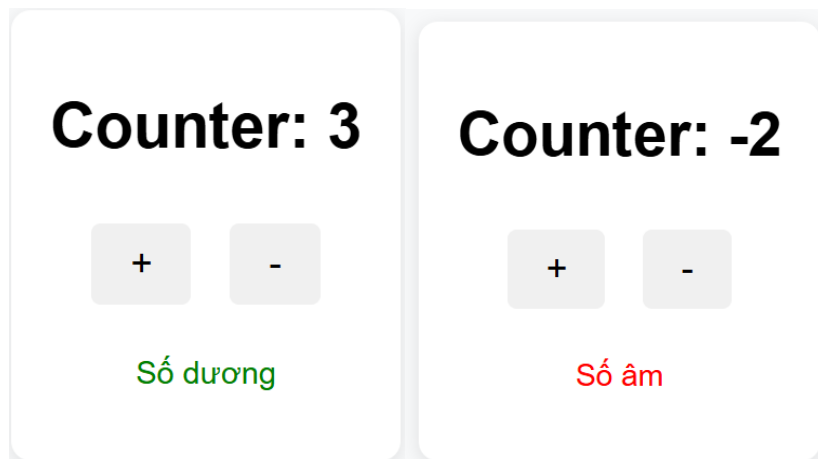 Counter: 3
+ -
Số dương
Counter: -2
+ -
Số âm